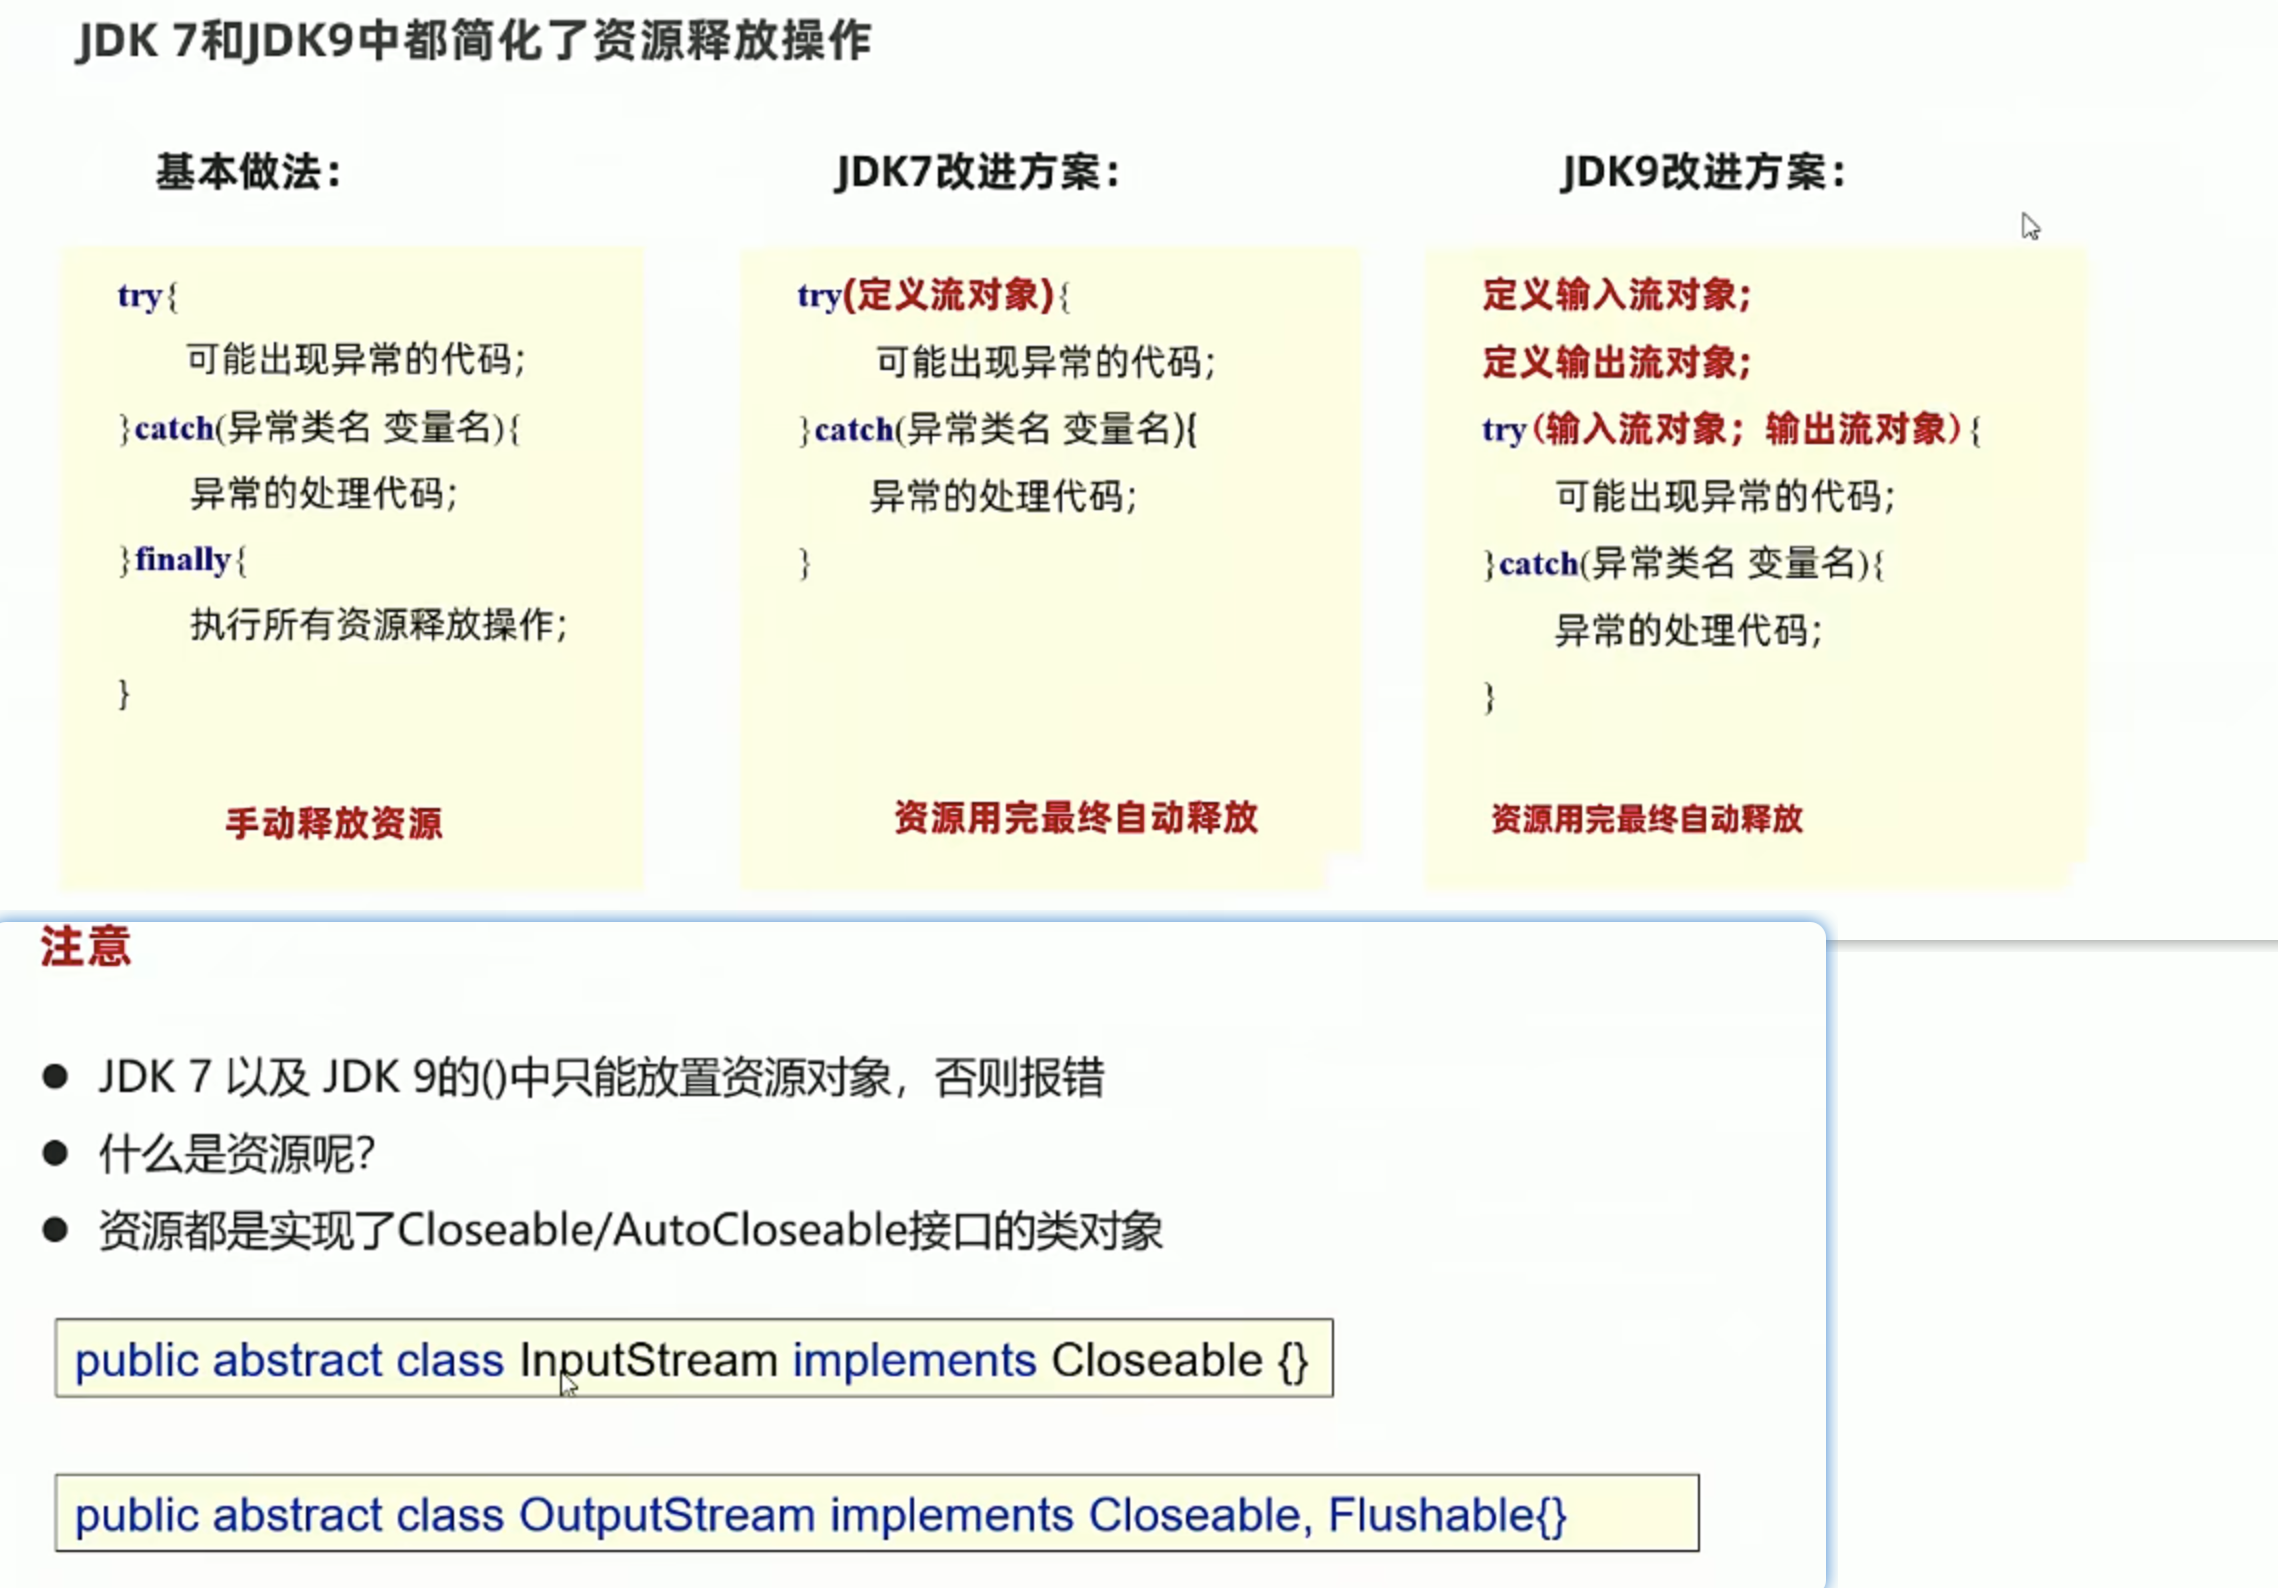 JDK 7和JDK9中都简化了资源释放操作
基本做法：
try{
可能出现异常的代码;
}catch(异常类名 变量名){
异常的处理代码;
}finally{
执行所有资源释放操作;
}
手动释放资源
JDK7改进方案：
try(定义流对象){
可能出现异常的代码;
}catch(异常类名 变量名){
异常的处理代码;
}
资源用完最终自动释放
JDK9改进方案：
定义输入流对象;
定义输出流对象;
try(输入流对象；输出流对象){
可能出现异常的代码;
}catch(异常类名 变量名){
异常的处理代码;
}
资源用完最终自动释放
注意
● JDK 7 以及 JDK 9的()中只能放置资源对象，否则报错
● 什么是资源呢？
● 资源都是实现了Closeable/AutoCloseable接口的类对象
public abstract class InputStream implements Closeable {}
public abstract class OutputStream implements Closeable, Flushable{}